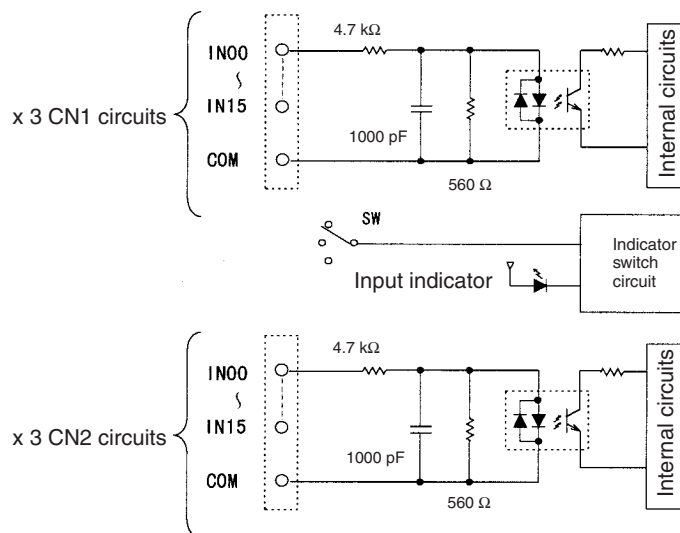 4.7 kΩ
IN00
IN15
COM
x 3 CN1 circuits
1000 pF
560 Ω
Internal circuits
SW
Indicator
switch
circuit
Input indicator
4.7 kΩ
IN00
IN15
COM
x 3 CN2 circuits
1000 pF
560 Ω
Internal circuits